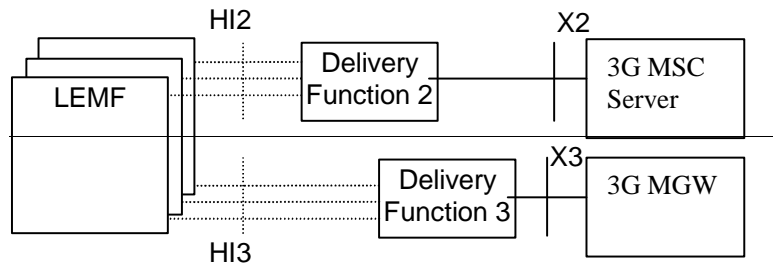 HI2
X2
Delivery
Function 2
3G MSC
Server
LEMF
X3
Delivery
Function 3
3G MGW
HI3